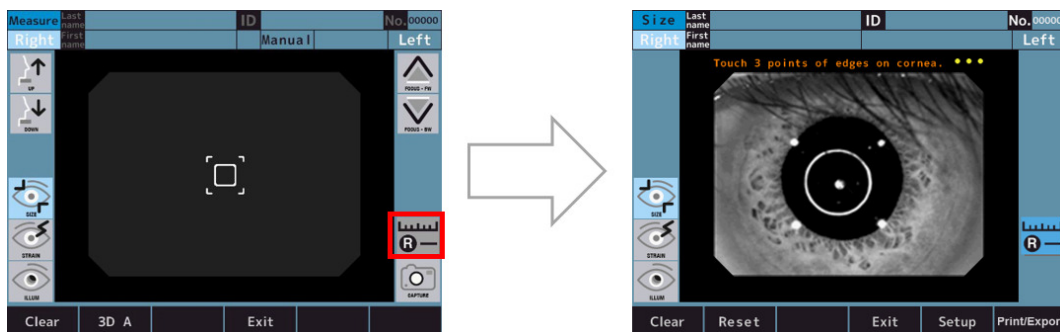 Measure Last name ID No. 00000
Right First name Manual Left
UP
FOCUS - FW
DOWN
FOCUS - BW
SIZE
R
STRAIN
ILLUM
CAPTURE
Clear 3D A Exit
Size Last name ID No. 00000
Right First name Left
Touch 3 points of edges on cornea.
SIZE
R
STRAIN
ILLUM
Clear Reset Exit Setup Print/Expor